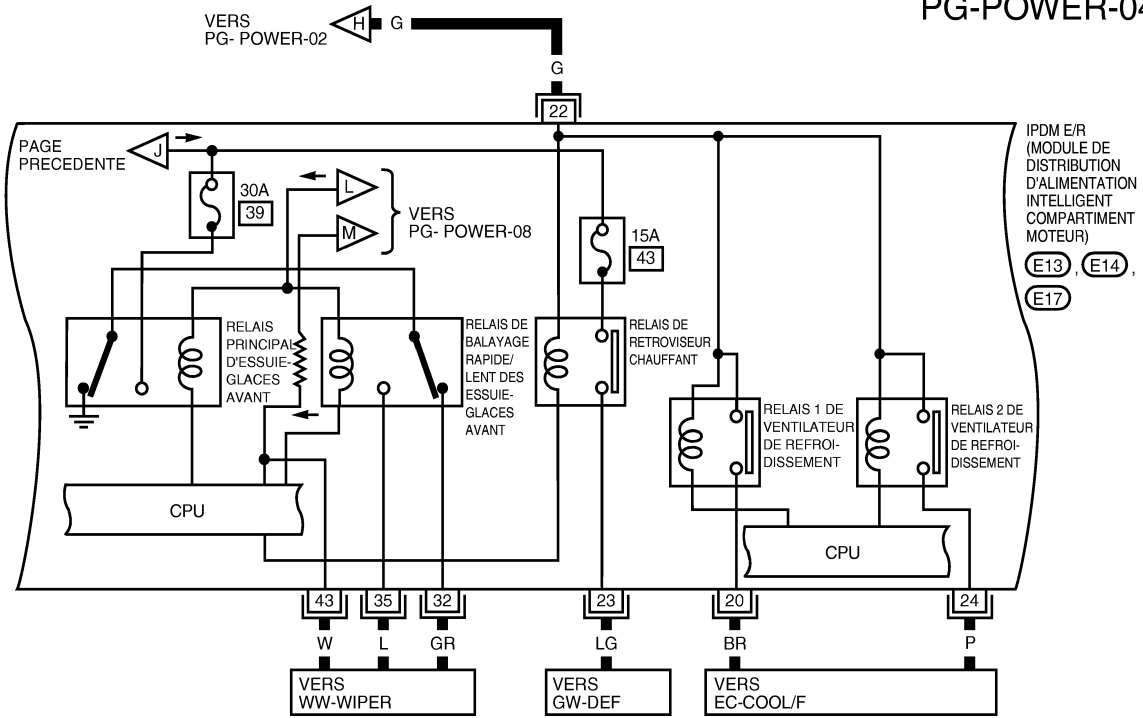 PG-POWER-04
VERS
PG- POWER-02
H
G
G
22
PAGE
PRECEDENTE
J
30A
39
L
M
VERS
PG- POWER-08
15A
43
IPDM E/R
(MODULE DE
DISTRIBUTION
D'ALIMENTATION
INTELLIGENT
COMPARTIMENT
MOTEUR)
E13 , E14 ,
E17
RELAIS
PRINCIPAL
D'ESSUIE-
GLACES
AVANT
RELAIS DE
BALAYAGE
RAPIDE/
LENT DES
ESSUIE-
GLACES
AVANT
RELAIS DE
RETROVISEUR
CHAUFFANT
RELAIS 1 DE
VENTILATEUR
DE REFROI-
DISSEMENT
RELAIS 2 DE
VENTILATEUR
DE REFROI-
DISSEMENT
CPU
CPU
43 35 32 23 20 24
W L GR LG BR P
VERS
WW-WIPER
VERS
GW-DEF
VERS
EC-COOL/F